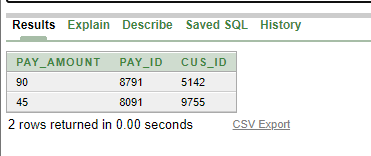 Results Explain Describe Saved SQL History
PAY_AMOUNT PAY_ID CUS_ID
90 8791 5142
45 8091 9755
2 rows returned in 0.00 seconds CSV Export